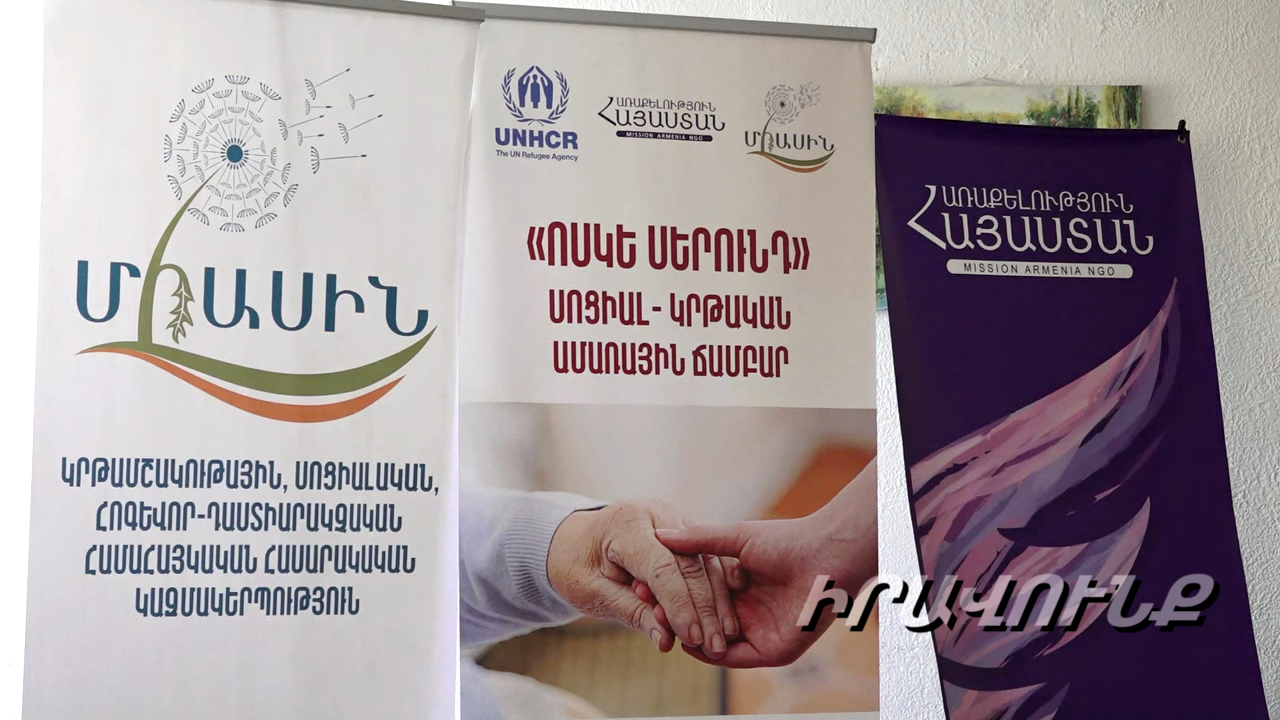 ՄԻԱՍԻՆ
ԿՐԹԱՄՇԱԿՈՒԹԱՅԻՆ, ՍՈՑԻԱԼԱԿԱՆ,
ՀՈԳԵՎՈՐ-ԴԱՍՏԻԱՐԱԿՉԱԿԱՆ
ՀԱՄԱՀԱՅԿԱԿԱՆ ՀԱՍԱՐԱԿԱԿԱՆ
ԿԱԶՄԱԿԵՐՊՈՒԹՅՈՒՆ
UNHCR
The UN Refugee Agency
ԱՌԱՔԵԼՈՒԹՅՈՒՆ
ՀԱՅԱՍՏԱՆ
MISSION ARMENIA NGO
ՄԻԱՍԻՆ
«ՈՍԿԵ ՍԵՐՈՒՆԴ»
ՍՈՑԻԱԼ- ԿՐԹԱԿԱՆ
ԱՄԱՌԱՅԻՆ ՃԱՄԲԱՐ
ԱՌԱՔԵԼՈՒԹՅՈՒՆ
ՀԱՅԱՍՏԱՆ
MISSION ARMENIA NGO
ԻՐԱՎՈՒՆՔ